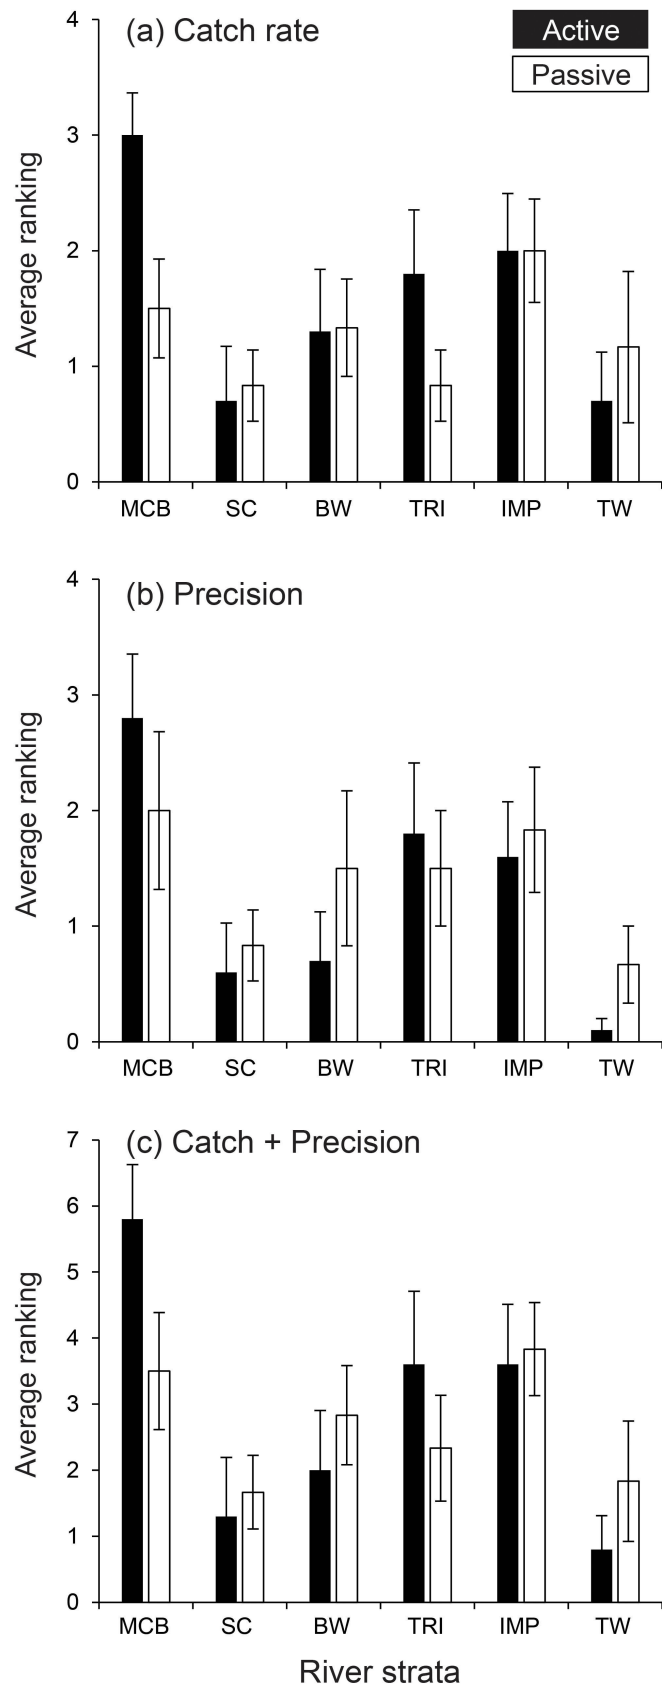 (a) Catch rate
Active
Passive
Average ranking
4
3
2
1
0
MCB SC BW TRI IMP TW
(b) Precision
Average ranking
4
3
2
1
0
MCB SC BW TRI IMP TW
(c) Catch + Precision
Average ranking
7
6
5
4
3
2
1
0
MCB SC BW TRI IMP TW
River strata